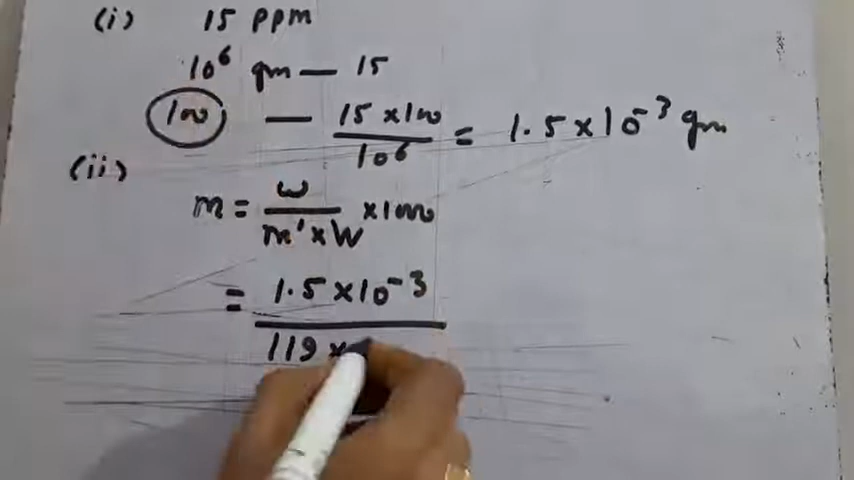 (i) 15 ppm
10⁶ gm — 15
100 — 15 × 100 / 10⁶ = 1.5 × 10⁻³ gm
(ii)
m = w / m' × W × 1000
= 1.5 × 10⁻³ / 119 ×